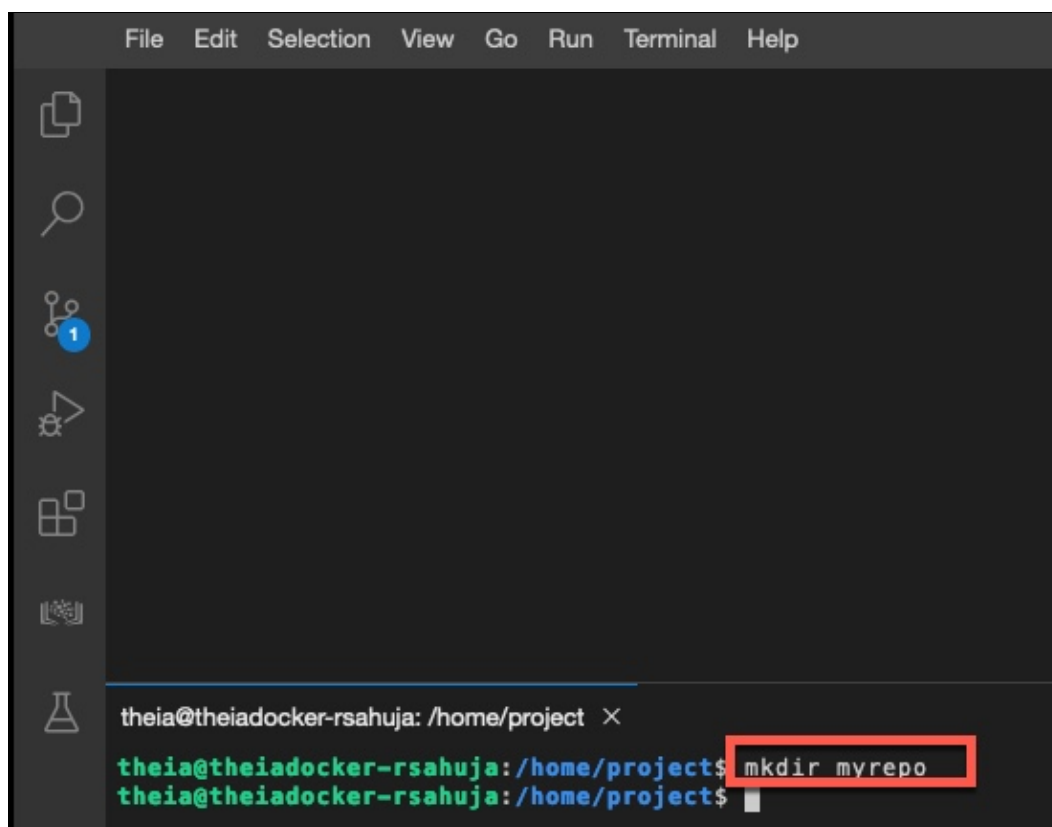 File Edit Selection View Go Run Terminal Help
1
theia@theiadocker-rsahuja: /home/project ×
theia@theiadocker-rsahuja:/home/project$ mkdir myrepo
theia@theiadocker-rsahuja:/home/project$